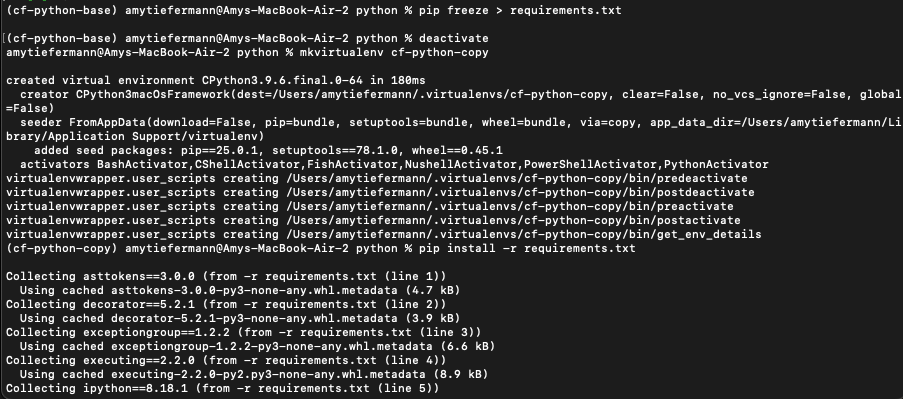 (cf-python-base) amytiefermann@Amys-MacBook-Air-2 python % pip freeze > requirements.txt
[(cf-python-base) amytiefermann@Amys-MacBook-Air-2 python % deactivate
amytiefermann@Amys-MacBook-Air-2 python % mkvirtualenv cf-python-copy
created virtual environment CPython3.9.6.final.0-64 in 180ms
  creator CPython3macOsFramework(dest=/Users/amytiefermann/.virtualenvs/cf-python-copy, clear=False, no_vcs_ignore=False, global
=False)
  seeder FromAppData(download=False, pip=bundle, setuptools=bundle, wheel=bundle, via=copy, app_data_dir=/Users/amytiefermann/Li
brary/Application Support/virtualenv)
    added seed packages: pip==25.0.1, setuptools==78.1.0, wheel==0.45.1
  activators BashActivator,CShellActivator,FishActivator,NushellActivator,PowerShellActivator,PythonActivator
virtualenvwrapper.user_scripts creating /Users/amytiefermann/.virtualenvs/cf-python-copy/bin/predeactivate
virtualenvwrapper.user_scripts creating /Users/amytiefermann/.virtualenvs/cf-python-copy/bin/postdeactivate
virtualenvwrapper.user_scripts creating /Users/amytiefermann/.virtualenvs/cf-python-copy/bin/preactivate
virtualenvwrapper.user_scripts creating /Users/amytiefermann/.virtualenvs/cf-python-copy/bin/postactivate
virtualenvwrapper.user_scripts creating /Users/amytiefermann/.virtualenvs/cf-python-copy/bin/get_env_details
(cf-python-copy) amytiefermann@Amys-MacBook-Air-2 python % pip install -r requirements.txt
Collecting asttokens==3.0.0 (from -r requirements.txt (line 1))
  Using cached asttokens-3.0.0-py3-none-any.whl.metadata (4.7 kB)
Collecting decorator==5.2.1 (from -r requirements.txt (line 2))
  Using cached decorator-5.2.1-py3-none-any.whl.metadata (3.9 kB)
Collecting exceptiongroup==1.2.2 (from -r requirements.txt (line 3))
  Using cached exceptiongroup-1.2.2-py3-none-any.whl.metadata (6.6 kB)
Collecting executing==2.2.0 (from -r requirements.txt (line 4))
  Using cached executing-2.2.0-py2.py3-none-any.whl.metadata (8.9 kB)
Collecting ipython==8.18.1 (from -r requirements.txt (line 5))